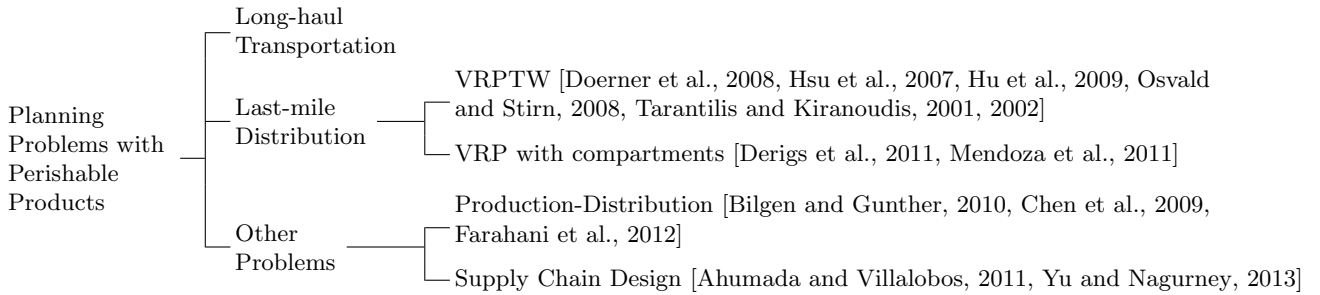 Planning
Problems with
Perishable
Products
Long-haul
Transportation
Last-mile
Distribution
VRPTW [Doerner et al., 2008, Hsu et al., 2007, Hu et al., 2009, Osvald
and Stirn, 2008, Tarantilis and Kiranoudis, 2001, 2002]
VRP with compartments [Derigs et al., 2011, Mendoza et al., 2011]
Other
Problems
Production-Distribution [Bilgen and Gunther, 2010, Chen et al., 2009,
Farahani et al., 2012]
Supply Chain Design [Ahumada and Villalobos, 2011, Yu and Nagurney, 2013]